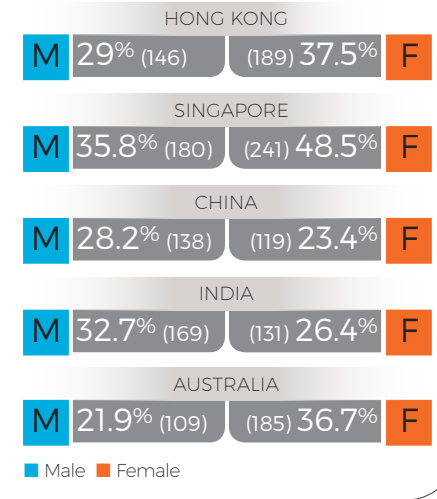 HONG KONG
M 29% (146) (189) 37.5% F
SINGAPORE
M 35.8% (180) (241) 48.5% F
CHINA
M 28.2% (138) (119) 23.4% F
INDIA
M 32.7% (169) (131) 26.4% F
AUSTRALIA
M 21.9% (109) (185) 36.7% F
Male Female